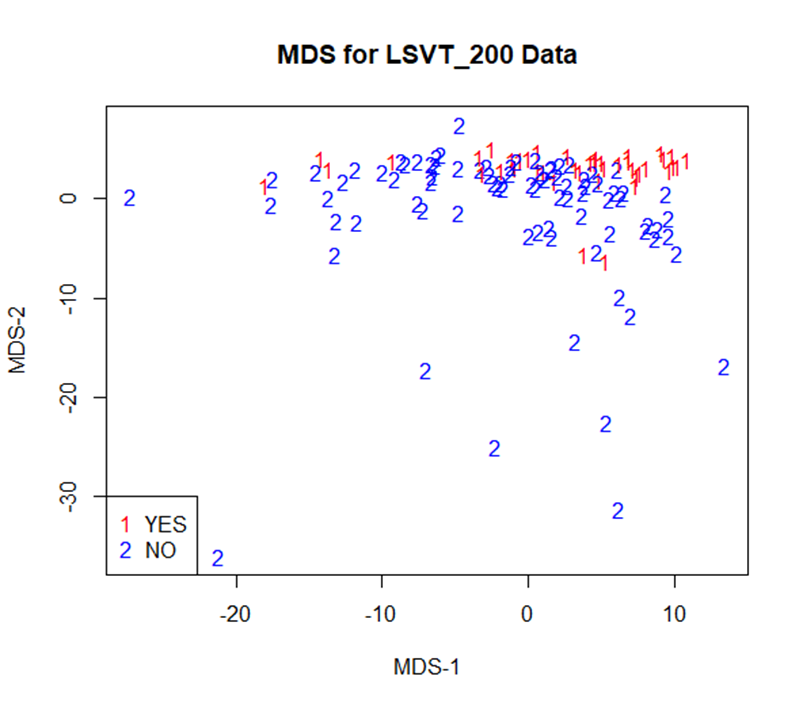 MDS for LSVT_200 Data
MDS-2
0
-10
-20
-30
1 YES
2 NO
-20 -10 0 10
MDS-1